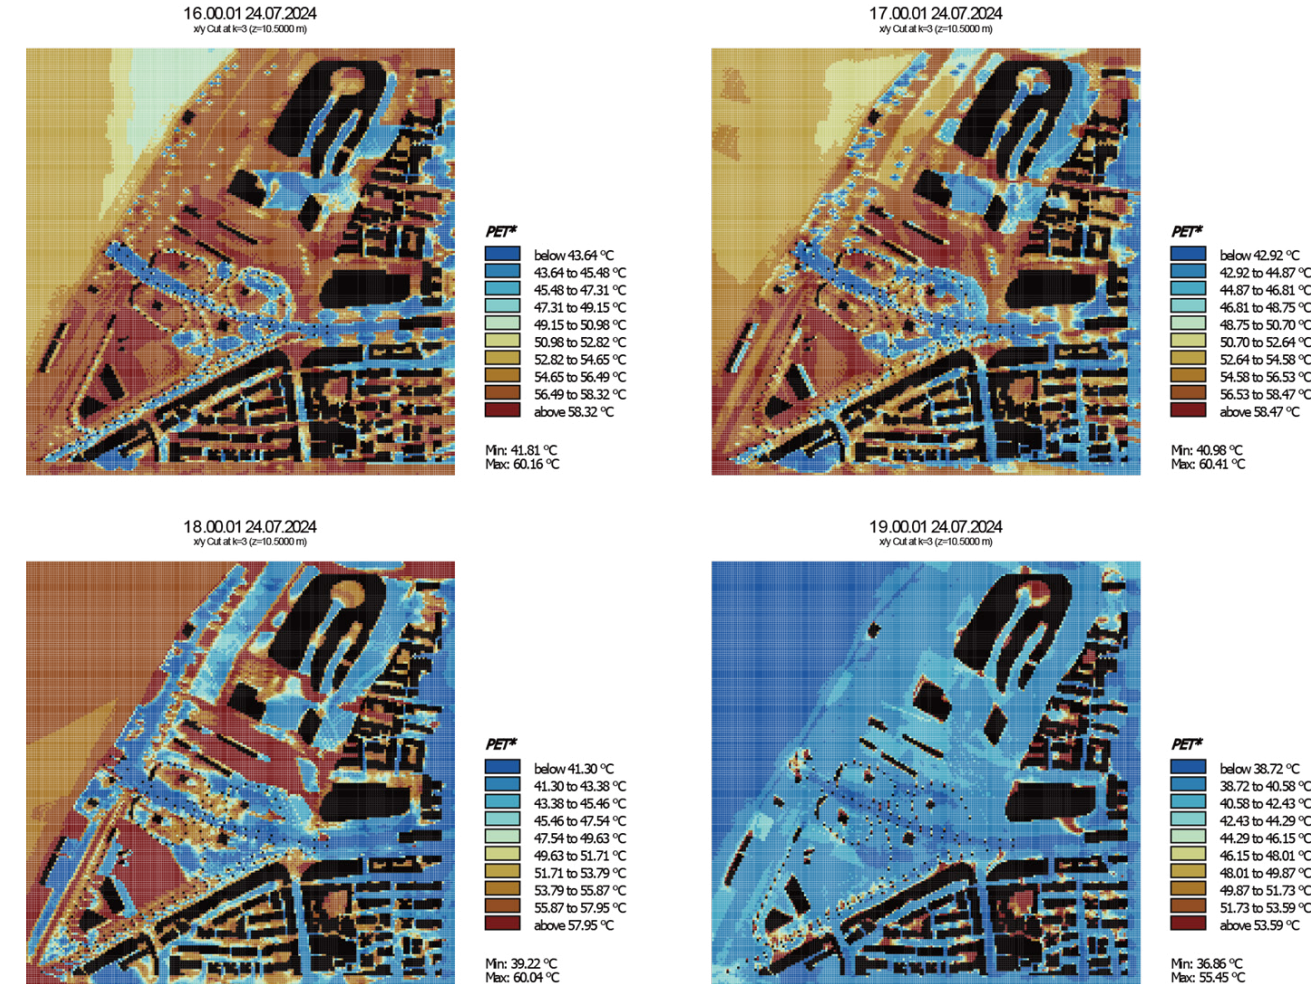 16.00.01 24.07.2024
x/y Cut at k=3 (z=10.5000 m)
PET*
below 43.64 °C
43.64 to 45.48 °C
45.48 to 47.31 °C
47.31 to 49.15 °C
49.15 to 50.98 °C
50.98 to 52.82 °C
52.82 to 54.65 °C
54.65 to 56.49 °C
56.49 to 58.32 °C
above 58.32 °C
Min: 41.81 °C
Max: 60.16 °C
17.00.01 24.07.2024
x/y Cut at k=3 (z=10.5000 m)
PET*
below 42.92 °C
42.92 to 44.87 °C
44.87 to 46.81 °C
46.81 to 48.75 °C
48.75 to 50.70 °C
50.70 to 52.64 °C
52.64 to 54.58 °C
54.58 to 56.53 °C
56.53 to 58.47 °C
above 58.47 °C
Min: 40.98 °C
Max: 60.41 °C
18.00.01 24.07.2024
x/y Cut at k=3 (z=10.5000 m)
PET*
below 41.30 °C
41.30 to 43.38 °C
43.38 to 45.46 °C
45.46 to 47.54 °C
47.54 to 49.63 °C
49.63 to 51.71 °C
51.71 to 53.79 °C
53.79 to 55.87 °C
55.87 to 57.95 °C
above 57.95 °C
Min: 39.22 °C
Max: 60.04 °C
19.00.01 24.07.2024
x/y Cut at k=3 (z=10.5000 m)
PET*
below 38.72 °C
38.72 to 40.58 °C
40.58 to 42.43 °C
42.43 to 44.29 °C
44.29 to 46.15 °C
46.15 to 48.01 °C
48.01 to 49.87 °C
49.87 to 51.73 °C
51.73 to 53.59 °C
above 53.59 °C
Min: 36.86 °C
Max: 55.45 °C